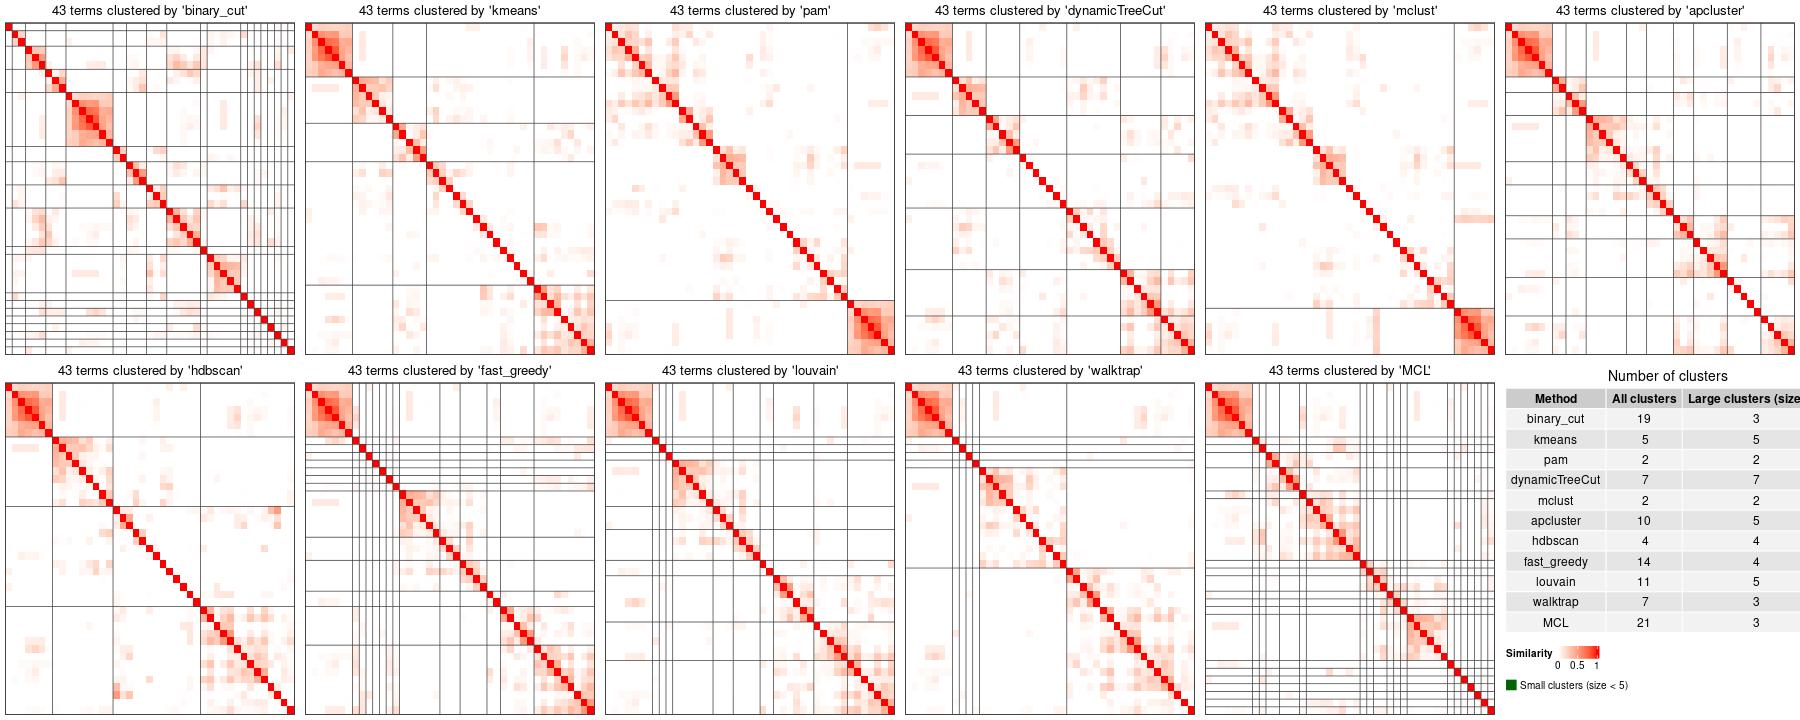 43 terms clustered by 'binary_cut'
43 terms clustered by 'kmeans'
43 terms clustered by 'pam'
43 terms clustered by 'dynamicTreeCut'
43 terms clustered by 'mclust'
43 terms clustered by 'apcluster'
43 terms clustered by 'hdbscan'
43 terms clustered by 'fast_greedy'
43 terms clustered by 'louvain'
43 terms clustered by 'walktrap'
43 terms clustered by 'MCL'
Number of clusters
Method All clusters Large clusters (size
binary_cut 19 3
kmeans 5 5
pam 2 2
dynamicTreeCut 7 7
mclust 2 2
apcluster 10 5
hdbscan 4 4
fast_greedy 14 4
louvain 11 5
walktrap 7 3
MCL 21 3
Similarity
0 0.5 1
Small clusters (size < 5)